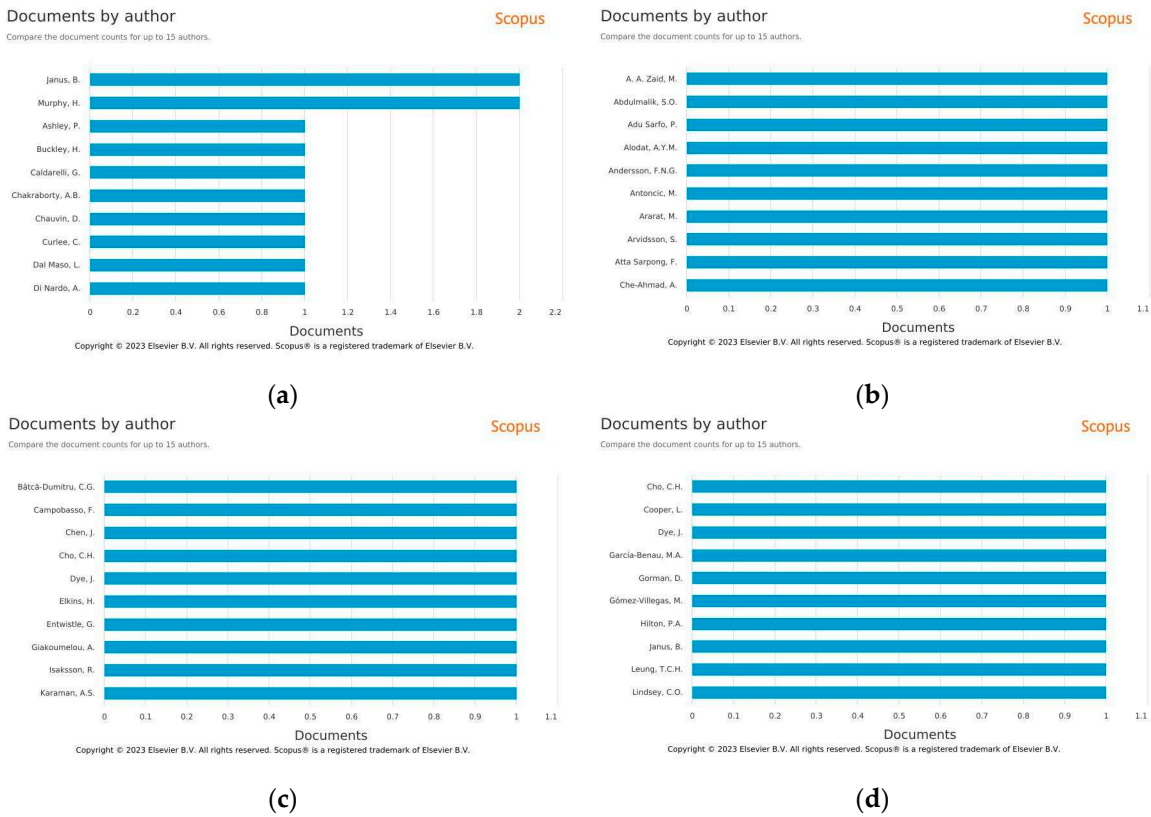 Documents by author
Scopus
Compare the document counts for up to 15 authors.
Janus, B.
Murphy, H.
Ashley, P.
Buckley, H.
Caldarelli, G.
Chakraborty, A.B.
Chauvin, D.
Curlee, C.
Dal Maso, L.
Di Nardo, A.
0 0.2 0.4 0.6 0.8 1 1.2 1.4 1.6 1.8 2 2.2
Documents
Copyright © 2023 Elsevier B.V. All rights reserved. Scopus® is a registered trademark of Elsevier B.V.
(a)
Documents by author
Scopus
Compare the document counts for up to 15 authors.
A. A. Zaid, M.
Abdulmalik, S.O.
Adu Sarfo, P.
Alodat, A.Y.M.
Andersson, F.N.G.
Antoncic, M.
Ararat, M.
Arvidsson, S.
Atta Sarpong, F.
Che-Ahmad, A.
0 0.1 0.2 0.3 0.4 0.5 0.6 0.7 0.8 0.9 1 1.1
Documents
Copyright © 2023 Elsevier B.V. All rights reserved. Scopus® is a registered trademark of Elsevier B.V.
(b)
Documents by author
Scopus
Compare the document counts for up to 15 authors.
Bâtcă-Dumitru, C.G.
Campobasso, F.
Chen, J.
Cho, C.H.
Dye, J.
Elkins, H.
Entwistle, G.
Giakoumelou, A.
Isaksson, R.
Karaman, A.S.
0 0.1 0.2 0.3 0.4 0.5 0.6 0.7 0.8 0.9 1 1.1
Documents
Copyright © 2023 Elsevier B.V. All rights reserved. Scopus® is a registered trademark of Elsevier B.V.
(c)
Documents by author
Scopus
Compare the document counts for up to 15 authors.
Cho, C.H.
Cooper, L.
Dye, J.
García-Benau, M.A.
Gorman, D.
Gómez-Villegas, M.
Hilton, P.A.
Janus, B.
Leung, T.C.H.
Lindsey, C.O.
0 0.1 0.2 0.3 0.4 0.5 0.6 0.7 0.8 0.9 1 1.1
Documents
Copyright © 2023 Elsevier B.V. All rights reserved. Scopus® is a registered trademark of Elsevier B.V.
(d)